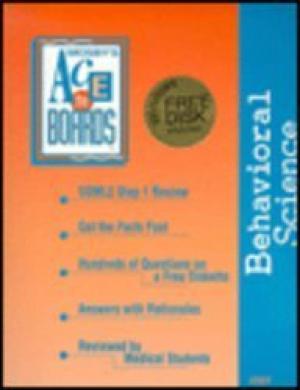 MOSBY'S
ACE
THE
BOARDS
FREE
DISK
USMLE Step 1 Review
Get the Facts Fast
Hundreds of Questions on
a Free Diskette
Answers with Rationales
Reviewed by
Medical Students
Behavioral
Science